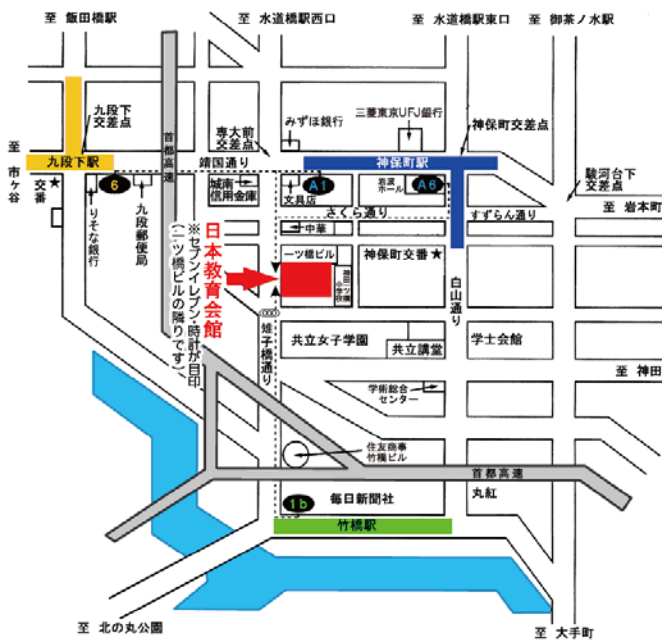 至 飯田橋駅
至 水道橋駅西口
至 水道橋駅東口
至 御茶ノ水駅
九段下
交差点
専大前
交差点
みずほ銀行
三菱東京UFJ銀行
神保町交差点
首都高速
至 市ヶ谷
九段下駅
靖国通り
神保町駅
駿河台下
交差点
交番★
りそな銀行
6
九段郵便局
城南
信用金庫
文具店
A1
岩波
ホール
A6
さくら通り
すずらん通り
至 岩本町
中華
日本教育会館
※セブンイレブン・時計が目印
(一ツ橋ビルの隣りです)
一ツ橋ビル
神田一ツ橋
中学校
神保町交番★
白山通り
雉子橋通り
共立女子学園
共立講堂
学士会館
至 神田
学術総合
センター
住友商事
竹橋ビル
首都高速
1b
毎日新聞社
丸紅
竹橋駅
至 北の丸公園
至 大手町